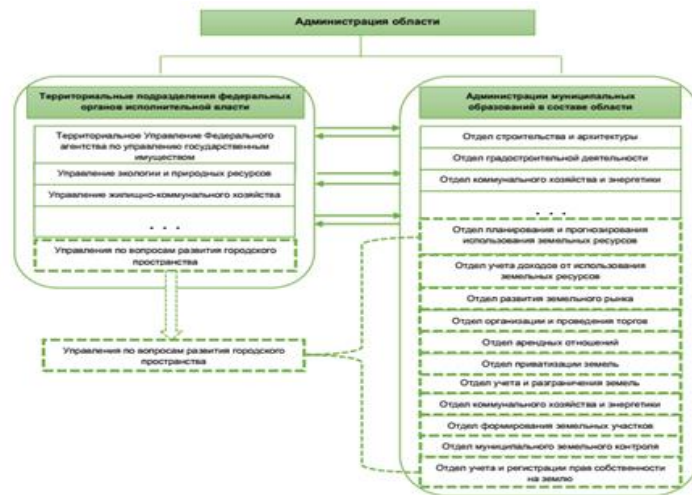 Администрация области
Территориальные подразделения федеральных
органов исполнительной власти
Территориальное Управление Федерального
агентства по управлению государственным
имуществом
Управление экологии и природных ресурсов
Управление жилищно-коммунального хозяйства
. . .
Управления по вопросам развития городского
пространства
Управления по вопросам развития городского
пространства
Администрации муниципальных
образований в составе области
Отдел строительства и архитектуры
Отдел градостроительной деятельности
Отдел коммунального хозяйства и энергетики
. . .
Отдел планирования и прогнозирования
использования земельных ресурсов
Отдел учета доходов от использования
земельных ресурсов
Отдел развития земельного рынка
Отдел организации и проведения торгов
Отдел арендных отношений
Отдел приватизации земель
Отдел учета и разграничения земель
Отдел коммунального хозяйства и энергетики
Отдел формирования земельных участков
Отдел муниципального земельного контроля
Отдел учета и регистрации прав собственности
на землю